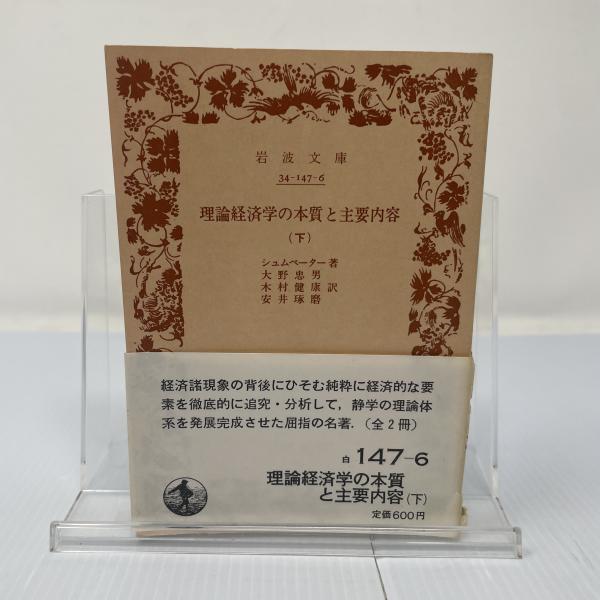 岩波文庫
34-147-6
理論経済学の本質と主要内容
(下)
シュムペーター著
大野忠男
木村健康訳
安井琢磨
経済諸現象の背後にひそむ純粋に経済的な要
素を徹底的に追究・分析して，静学の理論体
系を発展完成させた屈指の名著．(全2冊)
白 147-6
理論経済学の本質
と主要内容(下)
定価600円